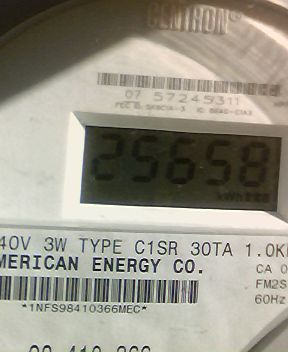 CENTRON®
07 57245311
25658
kWh
40V 3W TYPE C1SR 30TA 1.0K
MERICAN ENERGY CO.
CA 0
FM2S
60Hz
*1NFS98410366MEC*